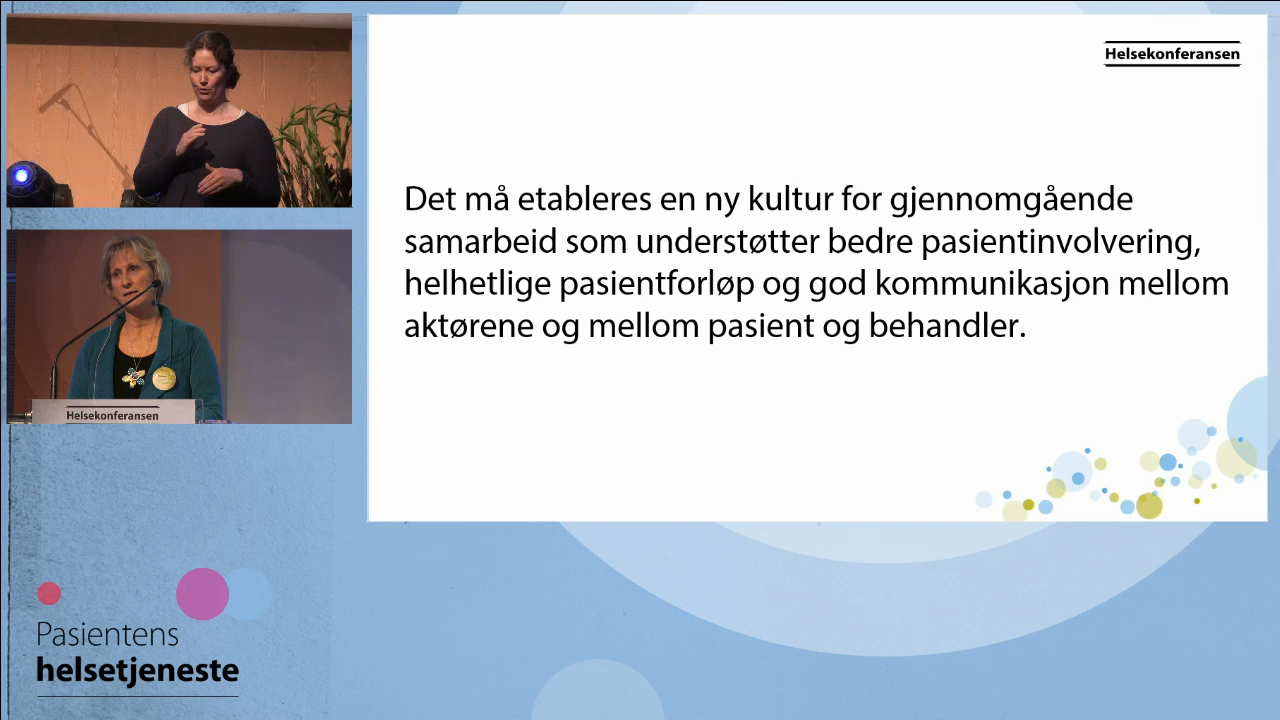 Helsekonferansen
Det må etableres en ny kultur for gjennomgående
samarbeid som understøtter bedre pasientinvolvering,
helhetlige pasientforløp og god kommunikasjon mellom
aktørene og mellom pasient og behandler.
Helsekonferansen
Pasientens
helsetjeneste